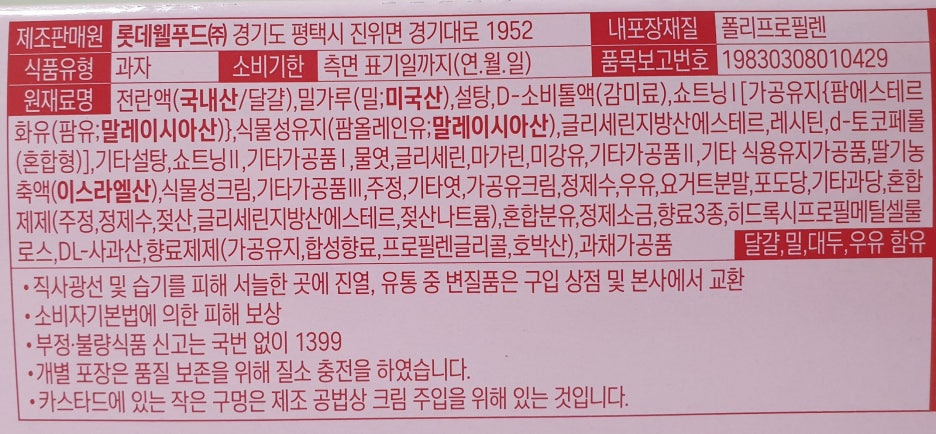 제조판매원 롯데웰푸드㈜ 경기도 평택시 진위면 경기대로 1952 내포장재질 폴리프로필렌
식품유형 과자 소비기한 측면 표기일까지(연.월.일) 품목보고번호 19830308010429
원재료명 전란액(국내산/달걀),밀가루(밀;미국산),설탕,D-소비톨액(감미료),쇼트닝Ⅰ[가공유지{팜에스테르
화유(팜유;말레이시아산)},식물성유지(팜올레인유;말레이시아산),글리세린지방산에스테르,레시틴,d-토코페롤
(혼합형)],기타설탕,쇼트닝Ⅱ,기타가공품Ⅰ,물엿,글리세린,마가린,미강유,기타가공품Ⅱ,기타 식용유지가공품,딸기농
축액(이스라엘산),식물성크림,기타가공품Ⅲ,주정,기타엿,가공유크림,정제수,우유,요거트분말,포도당,기타과당,혼합
제제(주정,정제수,젖산,글리세린지방산에스테르,젖산나트륨),혼합분유,정제소금,향료3종,히드록시프로필메틸셀룰
로스,DL-사과산,향료제제(가공유지,합성향료,프로필렌글리콜,호박산),과채가공품 달걀,밀,대두,우유 함유
•직사광선 및 습기를 피해 서늘한 곳에 진열, 유통 중 변질품은 구입 상점 및 본사에서 교환
•소비자기본법에 의한 피해 보상
•부정·불량식품 신고는 국번 없이 1399
•개별 포장은 품질 보존을 위해 질소 충전을 하였습니다.
•카스타드에 있는 작은 구멍은 제조 공법상 크림 주입을 위해 있는 것입니다.